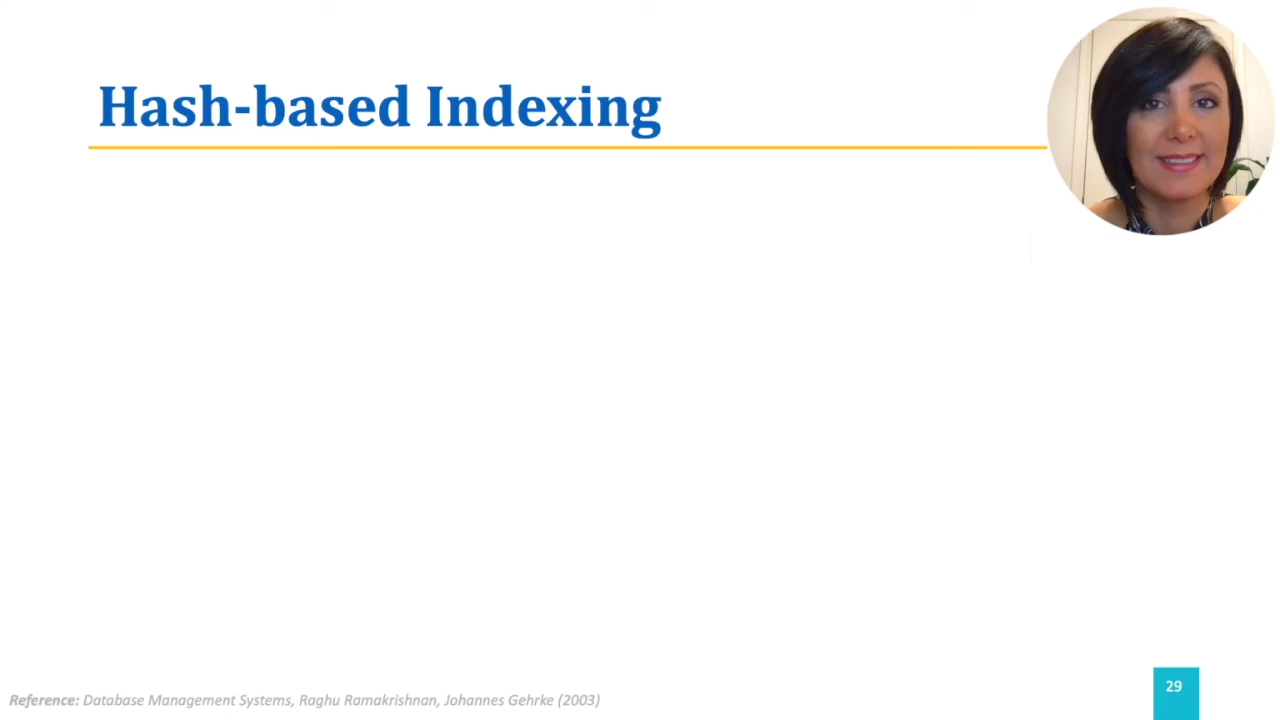 Hash-based Indexing
Reference: Database Management Systems, Raghu Ramakrishnan, Johannes Gehrke (2003)
29